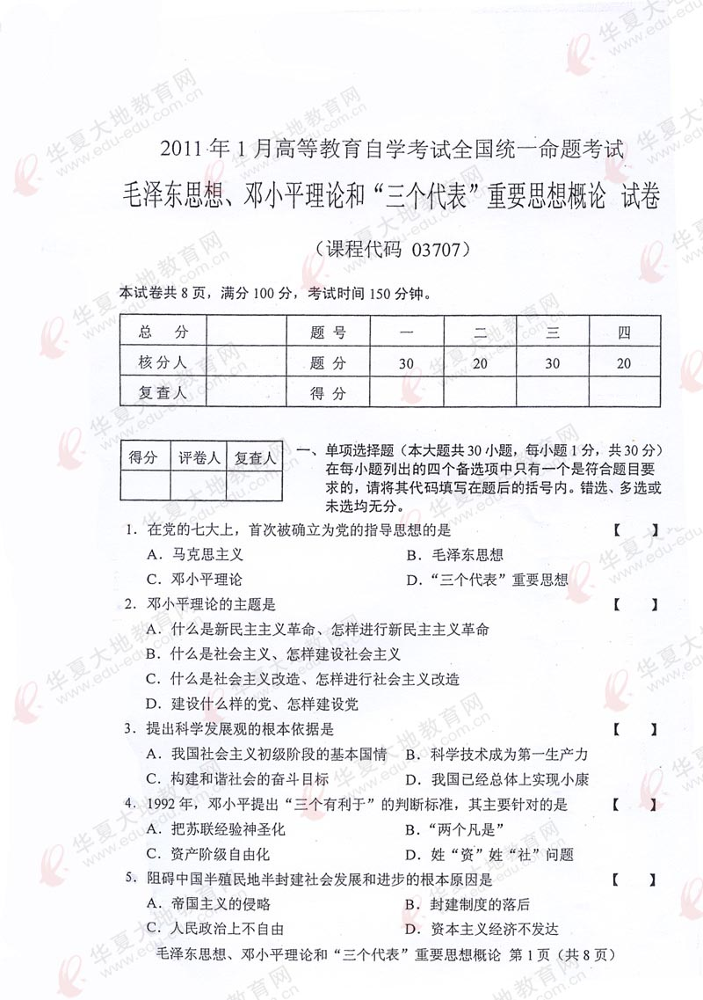 2011 年 1 月高等教育自学考试全国统一命题考试
毛泽东思想、邓小平理论和“三个代表”重要思想概论 试卷
（课程代码 03707）
本试卷共 8 页，满分 100 分，考试时间 150 分钟。
总 分 题 号 一 二 三 四
核分人 题 分 30 20 30 20
复查人 得 分
得分 评卷人 复查人
一、单项选择题（本大题共 30 小题，每小题 1 分，共 30 分）
在每小题列出的四个备选项中只有一个是符合题目要
求的，请将其代码填写在题后的括号内。错选、多选或
未选均无分。
1．在党的七大上，首次被确立为党的指导思想的是 【 】
A．马克思主义 B．毛泽东思想
C．邓小平理论 D．“三个代表”重要思想
2．邓小平理论的主题是 【 】
A．什么是新民主主义革命、怎样进行新民主主义革命
B．什么是社会主义、怎样建设社会主义
C．什么是社会主义改造、怎样进行社会主义改造
D．建设什么样的党、怎样建设党
3．提出科学发展观的根本依据是 【 】
A．我国社会主义初级阶段的基本国情 B．科学技术成为第一生产力
C．构建和谐社会的奋斗目标 D．我国已经总体上实现小康
4．1992 年，邓小平提出“三个有利于”的判断标准，其主要针对的是 【 】
A．把苏联经验神圣化 B．“两个凡是”
C．资产阶级自由化 D．姓“资”姓“社”问题
5．阻碍中国半殖民地半封建社会发展和进步的根本原因是 【 】
A．帝国主义的侵略 B．封建制度的落后
C．人民政治上不自由 D．资本主义经济不发达
毛泽东思想、邓小平理论和“三个代表”重要思想概论 第 1 页（共 8 页）
华夏大地教育网
www.edu-edu.com.cn